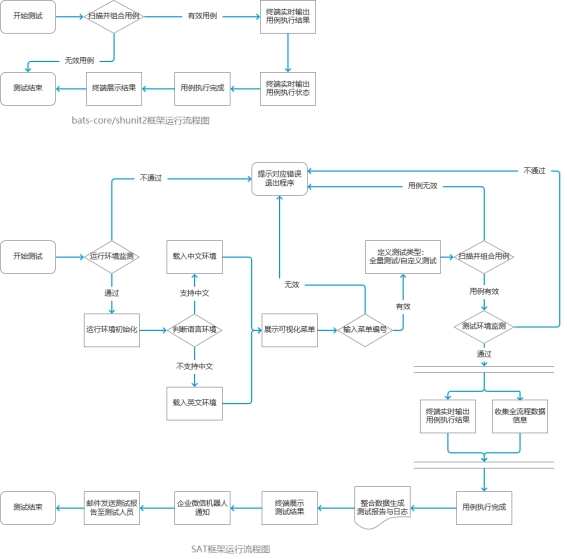 开始测试
扫描并组合用例
有效用例
终端实时输出
用例执行结果
无效用例
测试结束
终端展示结果
用例执行完成
终端实时输出
用例执行状态
bats-core/shunit2框架运行流程图
不通过
提示对应错误
退出程序
不通过
用例无效
开始测试
运行环境监测
载入中文环境
定义测试类型:
全量测试/自定义测试
扫描并组合用例
通过
支持中文
无效
有效
用例有效
运行环境初始化
判断语言环境
展示可视化菜单
输入菜单编号
测试环境监测
不支持中文
通过
载入英文环境
终端实时输出
用例执行结果
收集全流程数据
信息
测试结束
邮件发送测试报
告至测试人员
企业微信机器人
通知
终端展示
测试结果
整合数据生成
测试报告与日志
用例执行完成
SAT框架运行流程图